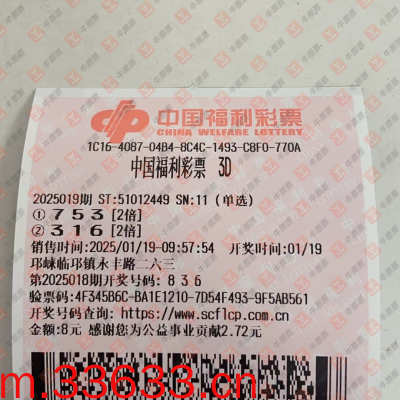 中国福利彩票
CHINA WELFARE LOTTERY
1C16-4087-04B4-8C4C-1493-C8F0-770A
中国福利彩票 3D
2025019期 ST:51012449 SN:11 (单选)
① 7 5 3 [2倍]
② 3 1 6 [2倍]
销售时间:2025/01/19-09:57:54 开奖时间:01/19
邛崃临邛镇永丰路二六三
第2025018期开奖号码: 8 3 6
验票码:4F345B6C-BA1E1210-7D54F493-9F5AB561
开奖号码查询: https://www.scflcp.com.cn
金额:8元 感谢您为公益事业贡献2.72元
m.33633.cn